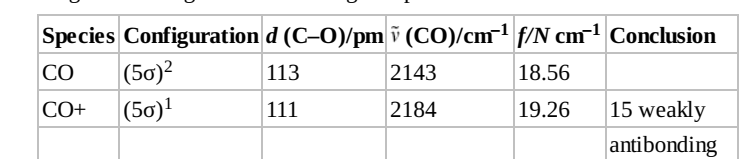 Species Configuration d (C–O)/pm ṽ (CO)/cm⁻¹ f/N cm⁻¹ Conclusion
CO (5σ)² 113 2143 18.56
CO+ (5σ)¹ 111 2184 19.26 15 weakly
antibonding